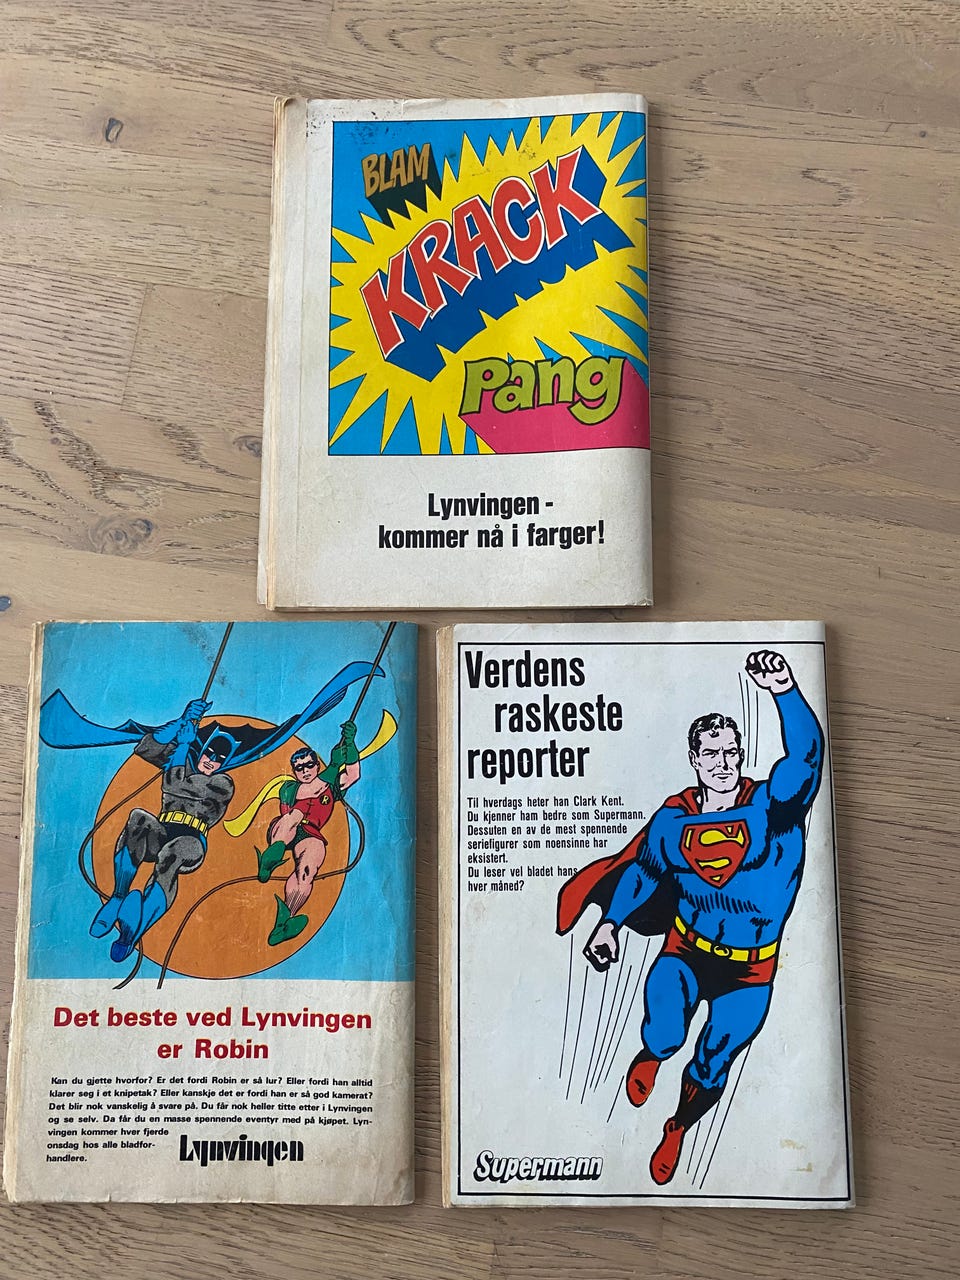 BLAM
KRACK
Pang
Lynvingen -
kommer nå i farger!
R
Det beste ved Lynvingen
er Robin
Kan du gjette hvorfor? Er det fordi Robin er så lur? Eller fordi han alltid
klarer seg i et knipetak? Eller kanskje det er fordi han er så god kamerat?
Det blir nok vanskelig å svare på. Du får nok heller titte etter i Lynvingen
og se selv. Da får du en masse spennende eventyr med på kjøpet. Lyn-
vingen kommer hver fjerde
onsdag hos alle bladfor-
handlere.
Lynvingen
Verdens
raskeste
reporter
Til hverdags heter han Clark Kent.
Du kjenner ham bedre som Supermann.
Dessuten en av de mest spennende
seriefigurer som noensinne har
eksistert.
Du leser vel bladet hans
hver måned?
S
Supermann